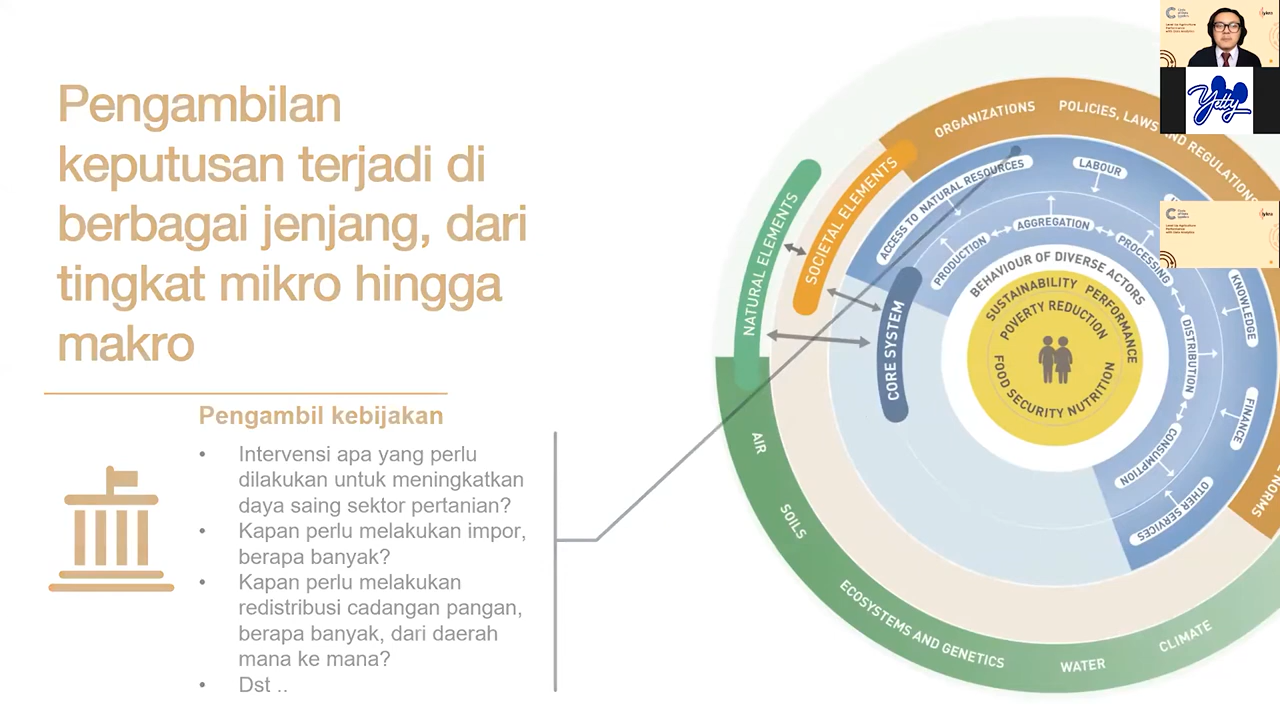 Pengambilan
keputusan terjadi di
berbagai jenjang, dari
tingkat mikro hingga
makro
Pengambil kebijakan
• Intervensi apa yang perlu
dilakukan untuk meningkatkan
daya saing sektor pertanian?
• Kapan perlu melakukan impor,
berapa banyak?
• Kapan perlu melakukan
redistribusi cadangan pangan,
berapa banyak, dari daerah
mana ke mana?
• Dst ..
NATURAL ELEMENTS
SOCIETAL ELEMENTS
CORE SYSTEM
ORGANIZATIONS
POLICIES, LAWS AND REGULATIONS
NORMS
ACCESS TO NATURAL RESOURCES
LABOUR
KNOWLEDGE
FINANCE
OTHER SERVICES
PRODUCTION
AGGREGATION
PROCESSING
DISTRIBUTION
CONSUMPTION
BEHAVIOUR OF DIVERSE ACTORS
SUSTAINABILITY PERFORMANCE
POVERTY REDUCTION
FOOD SECURITY NUTRITION
AIR
SOILS
ECOSYSTEMS AND GENETICS
WATER
CLIMATE
Yetty